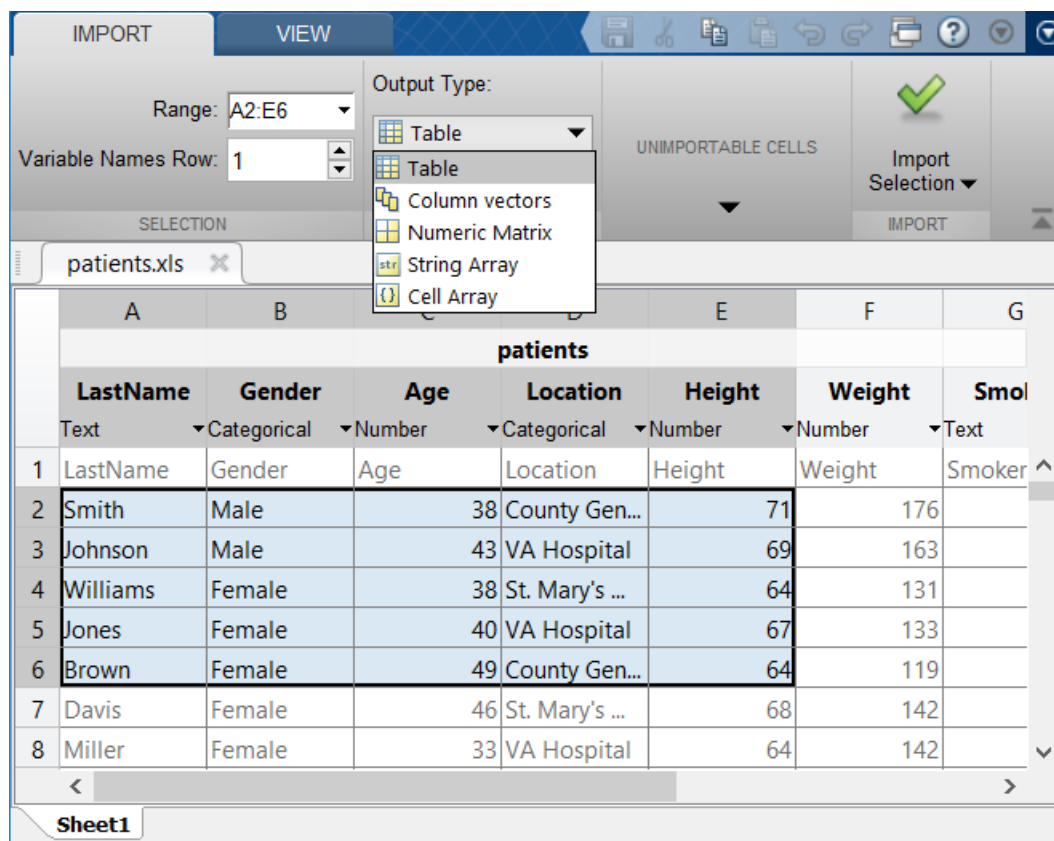 IMPORT VIEW
Output Type:
Range: A2:E6
Table
Variable Names Row: 1
UNIMPORTABLE CELLS
Import
Selection
Table
Column vectors
Numeric Matrix
String Array
{} Cell Array
SELECTION
IMPORT
patients.xls
A B C D E F G
patients
LastName Gender Age Location Height Weight
Text Categorical Number Categorical Number Number Text
1 LastName Gender Age Location Height Weight Smoker
2 Smith Male 38 County Gen... 71 176
3 Johnson Male 43 VA Hospital 69 163
4 Williams Female 38 St. Mary's ... 64 131
5 Jones Female 40 VA Hospital 67 133
6 Brown Female 49 County Gen... 64 119
7 Davis Female 46 St. Mary's ... 68 142
8 Miller Female 33 VA Hospital 64 142
Sheet1